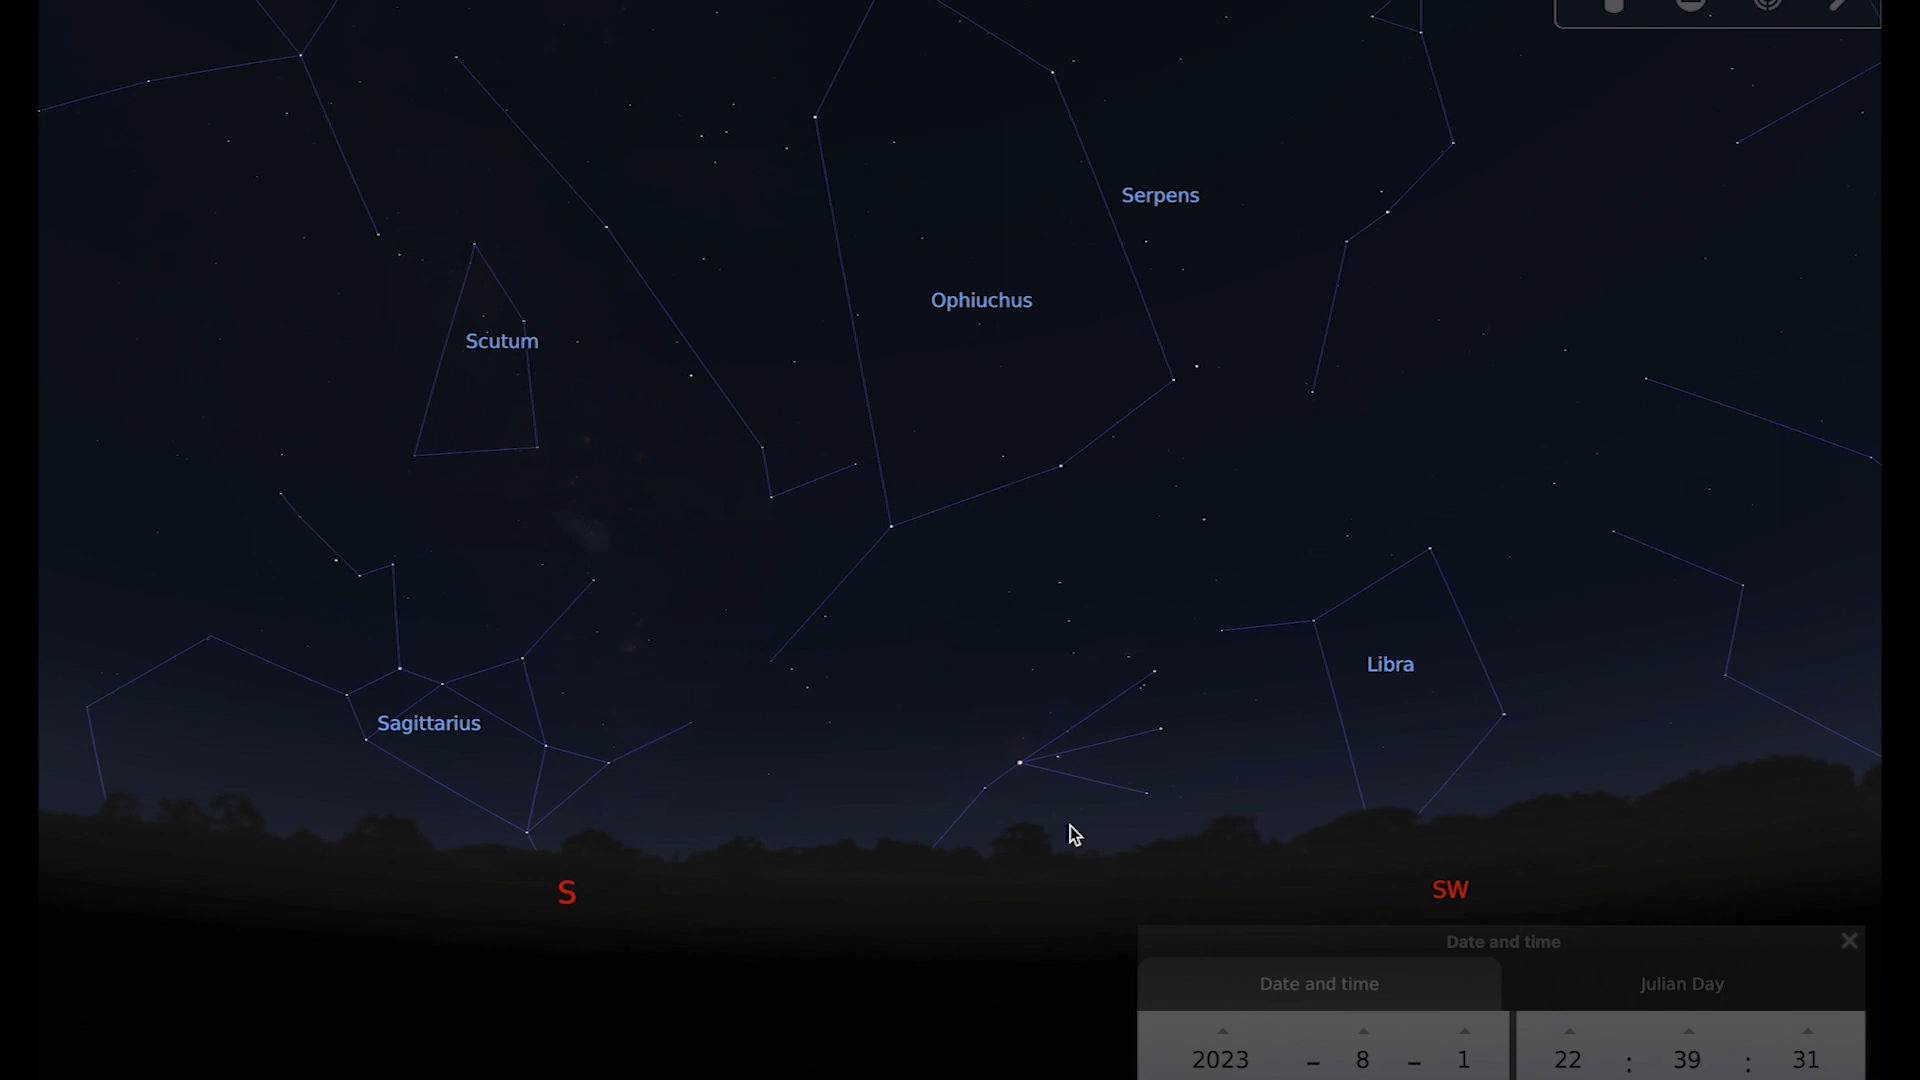 Serpens
Ophiuchus
Scutum
Libra
Sagittarius
S
SW
Date and time
Date and time
Julian Day
2023 – 8 – 1
22 : 39 : 31